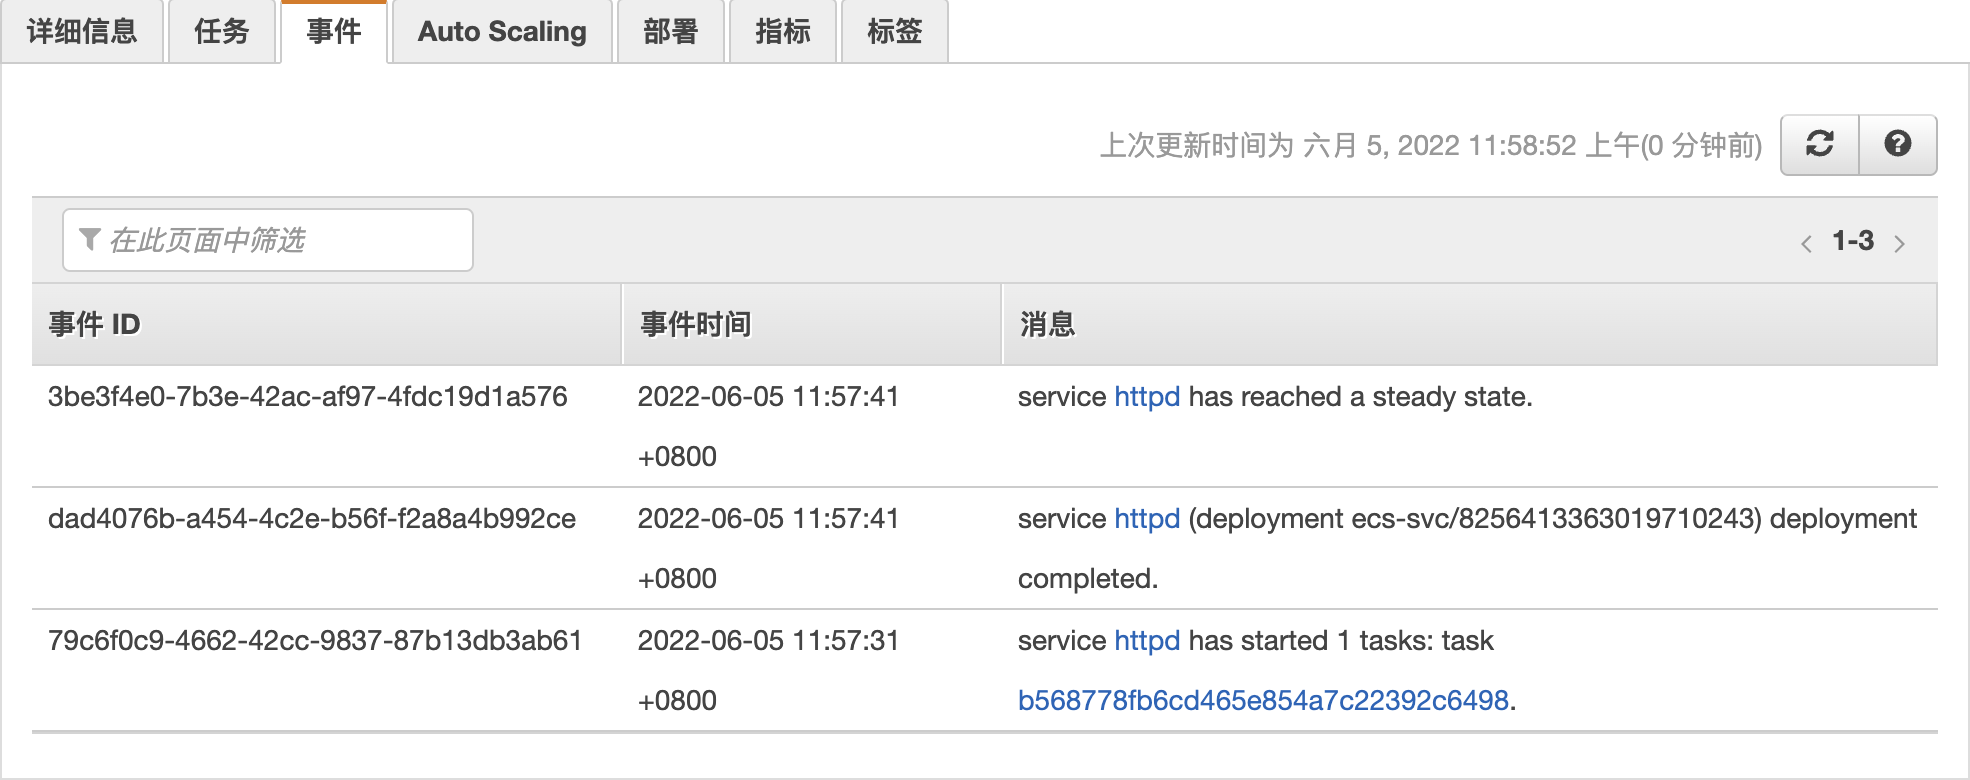 详细信息 任务 事件 Auto Scaling 部署 指标 标签
上次更新时间为 六月 5, 2022 11:58:52 上午(0 分钟前)
在此页面中筛选 1-3
事件 ID 事件时间 消息
3be3f4e0-7b3e-42ac-af97-4fdc19d1a576 2022-06-05 11:57:41 service httpd has reached a steady state.
+0800
dad4076b-a454-4c2e-b56f-f2a8a4b992ce 2022-06-05 11:57:41 service httpd (deployment ecs-svc/8256413363019710243) deployment
+0800 completed.
79c6f0c9-4662-42cc-9837-87b13db3ab61 2022-06-05 11:57:31 service httpd has started 1 tasks: task
+0800 b568778fb6cd465e854a7c22392c6498.